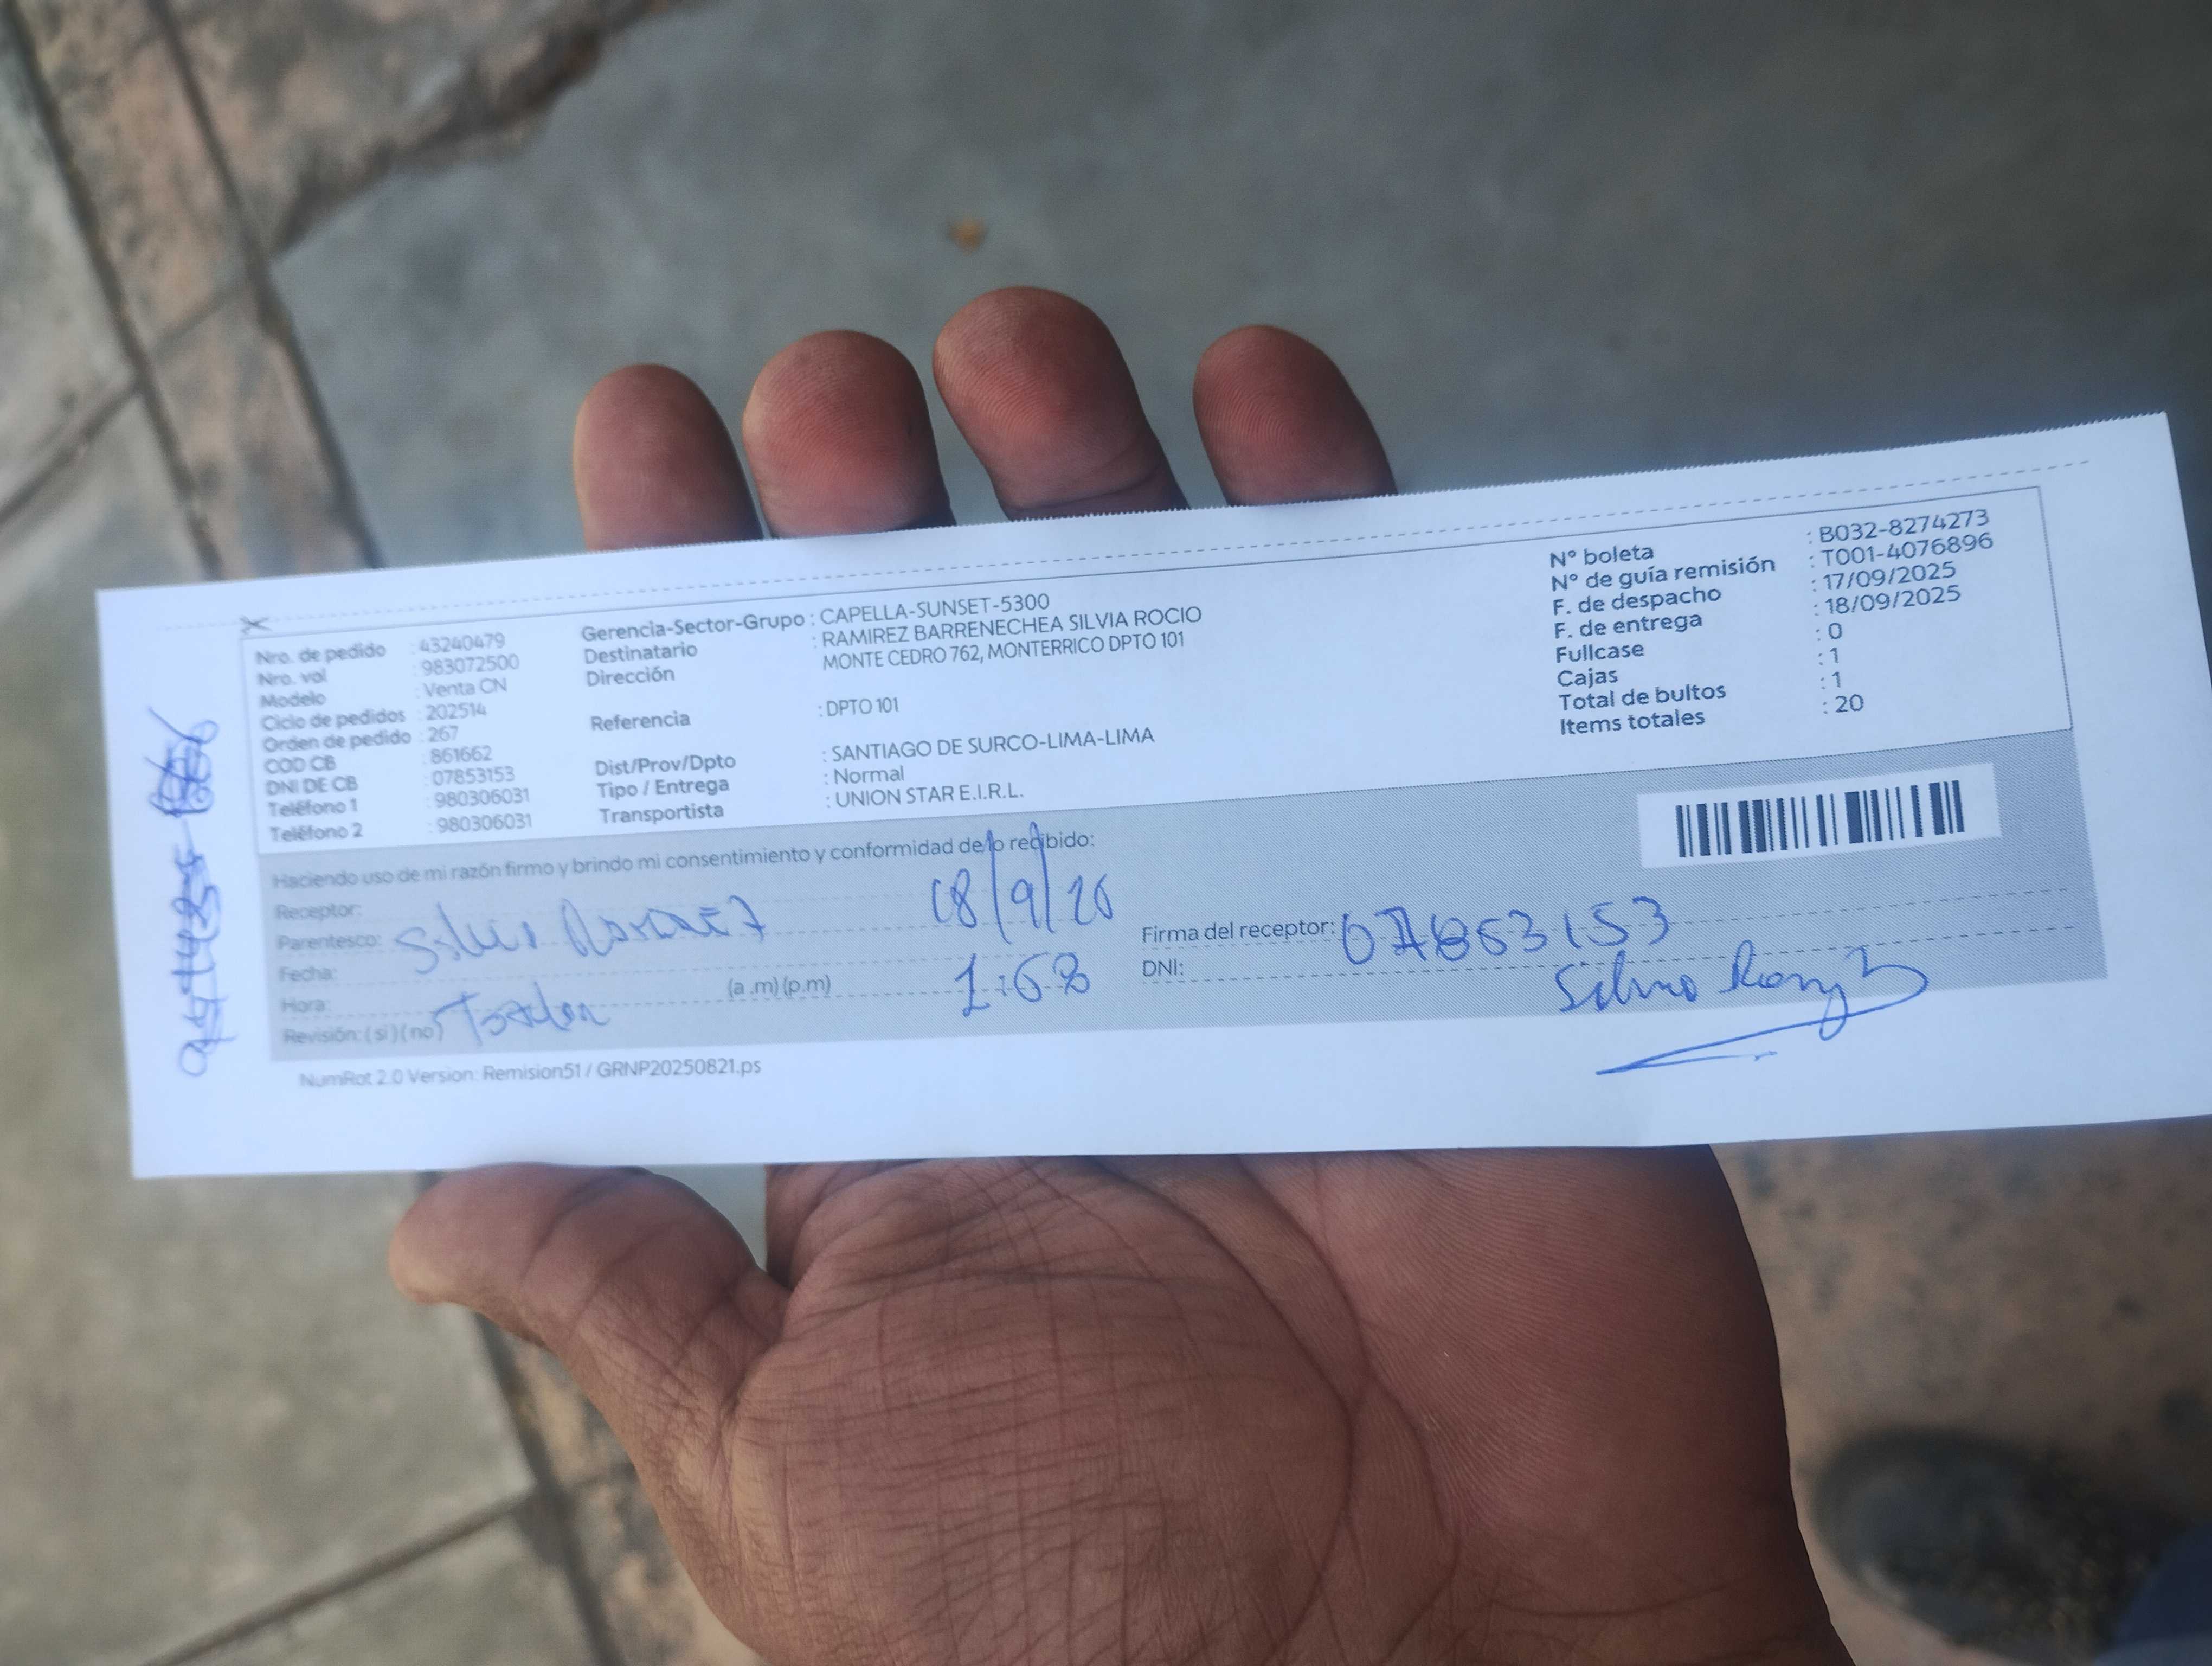 Nro. de pedido : 43240479
Nro. vol : 983072500
Modelo : Venta CN
Ciclo de pedidos : 202514
Orden de pedido : 267
COD CB : 861662
DNI DE CB : 07853153
Teléfono 1 : 980306031
Teléfono 2 : 980306031
Gerencia-Sector-Grupo : CAPELLA-SUNSET-5300
Destinatario : RAMIREZ BARRENECHEA SILVIA ROCIO
Dirección MONTE CEDRO 762, MONTERRICO DPTO 101
Referencia : DPTO 101
Dist/Prov/Dpto : SANTIAGO DE SURCO-LIMA-LIMA
Tipo / Entrega : Normal
Transportista : UNION STAR E.I.R.L.
N° boleta : B032-8274273
N° de guía remisión : T001-4076896
F. de despacho : 17/09/2025
F. de entrega : 18/09/2025
Fullcase : 0
Cajas : 1
Total de bultos : 1
Items totales : 20
Haciendo uso de mi razón firmo y brindo mi consentimiento y conformidad de lo recibido:
Receptor:
Parentesco:
Fecha: 18/9/
Hora: (a .m) (p.m)
Revisión: ( si ) ( no)
Firma del receptor: 07853153
DNI:
NumRot 2.0 Version: Remision51 / GRNP20250821.ps